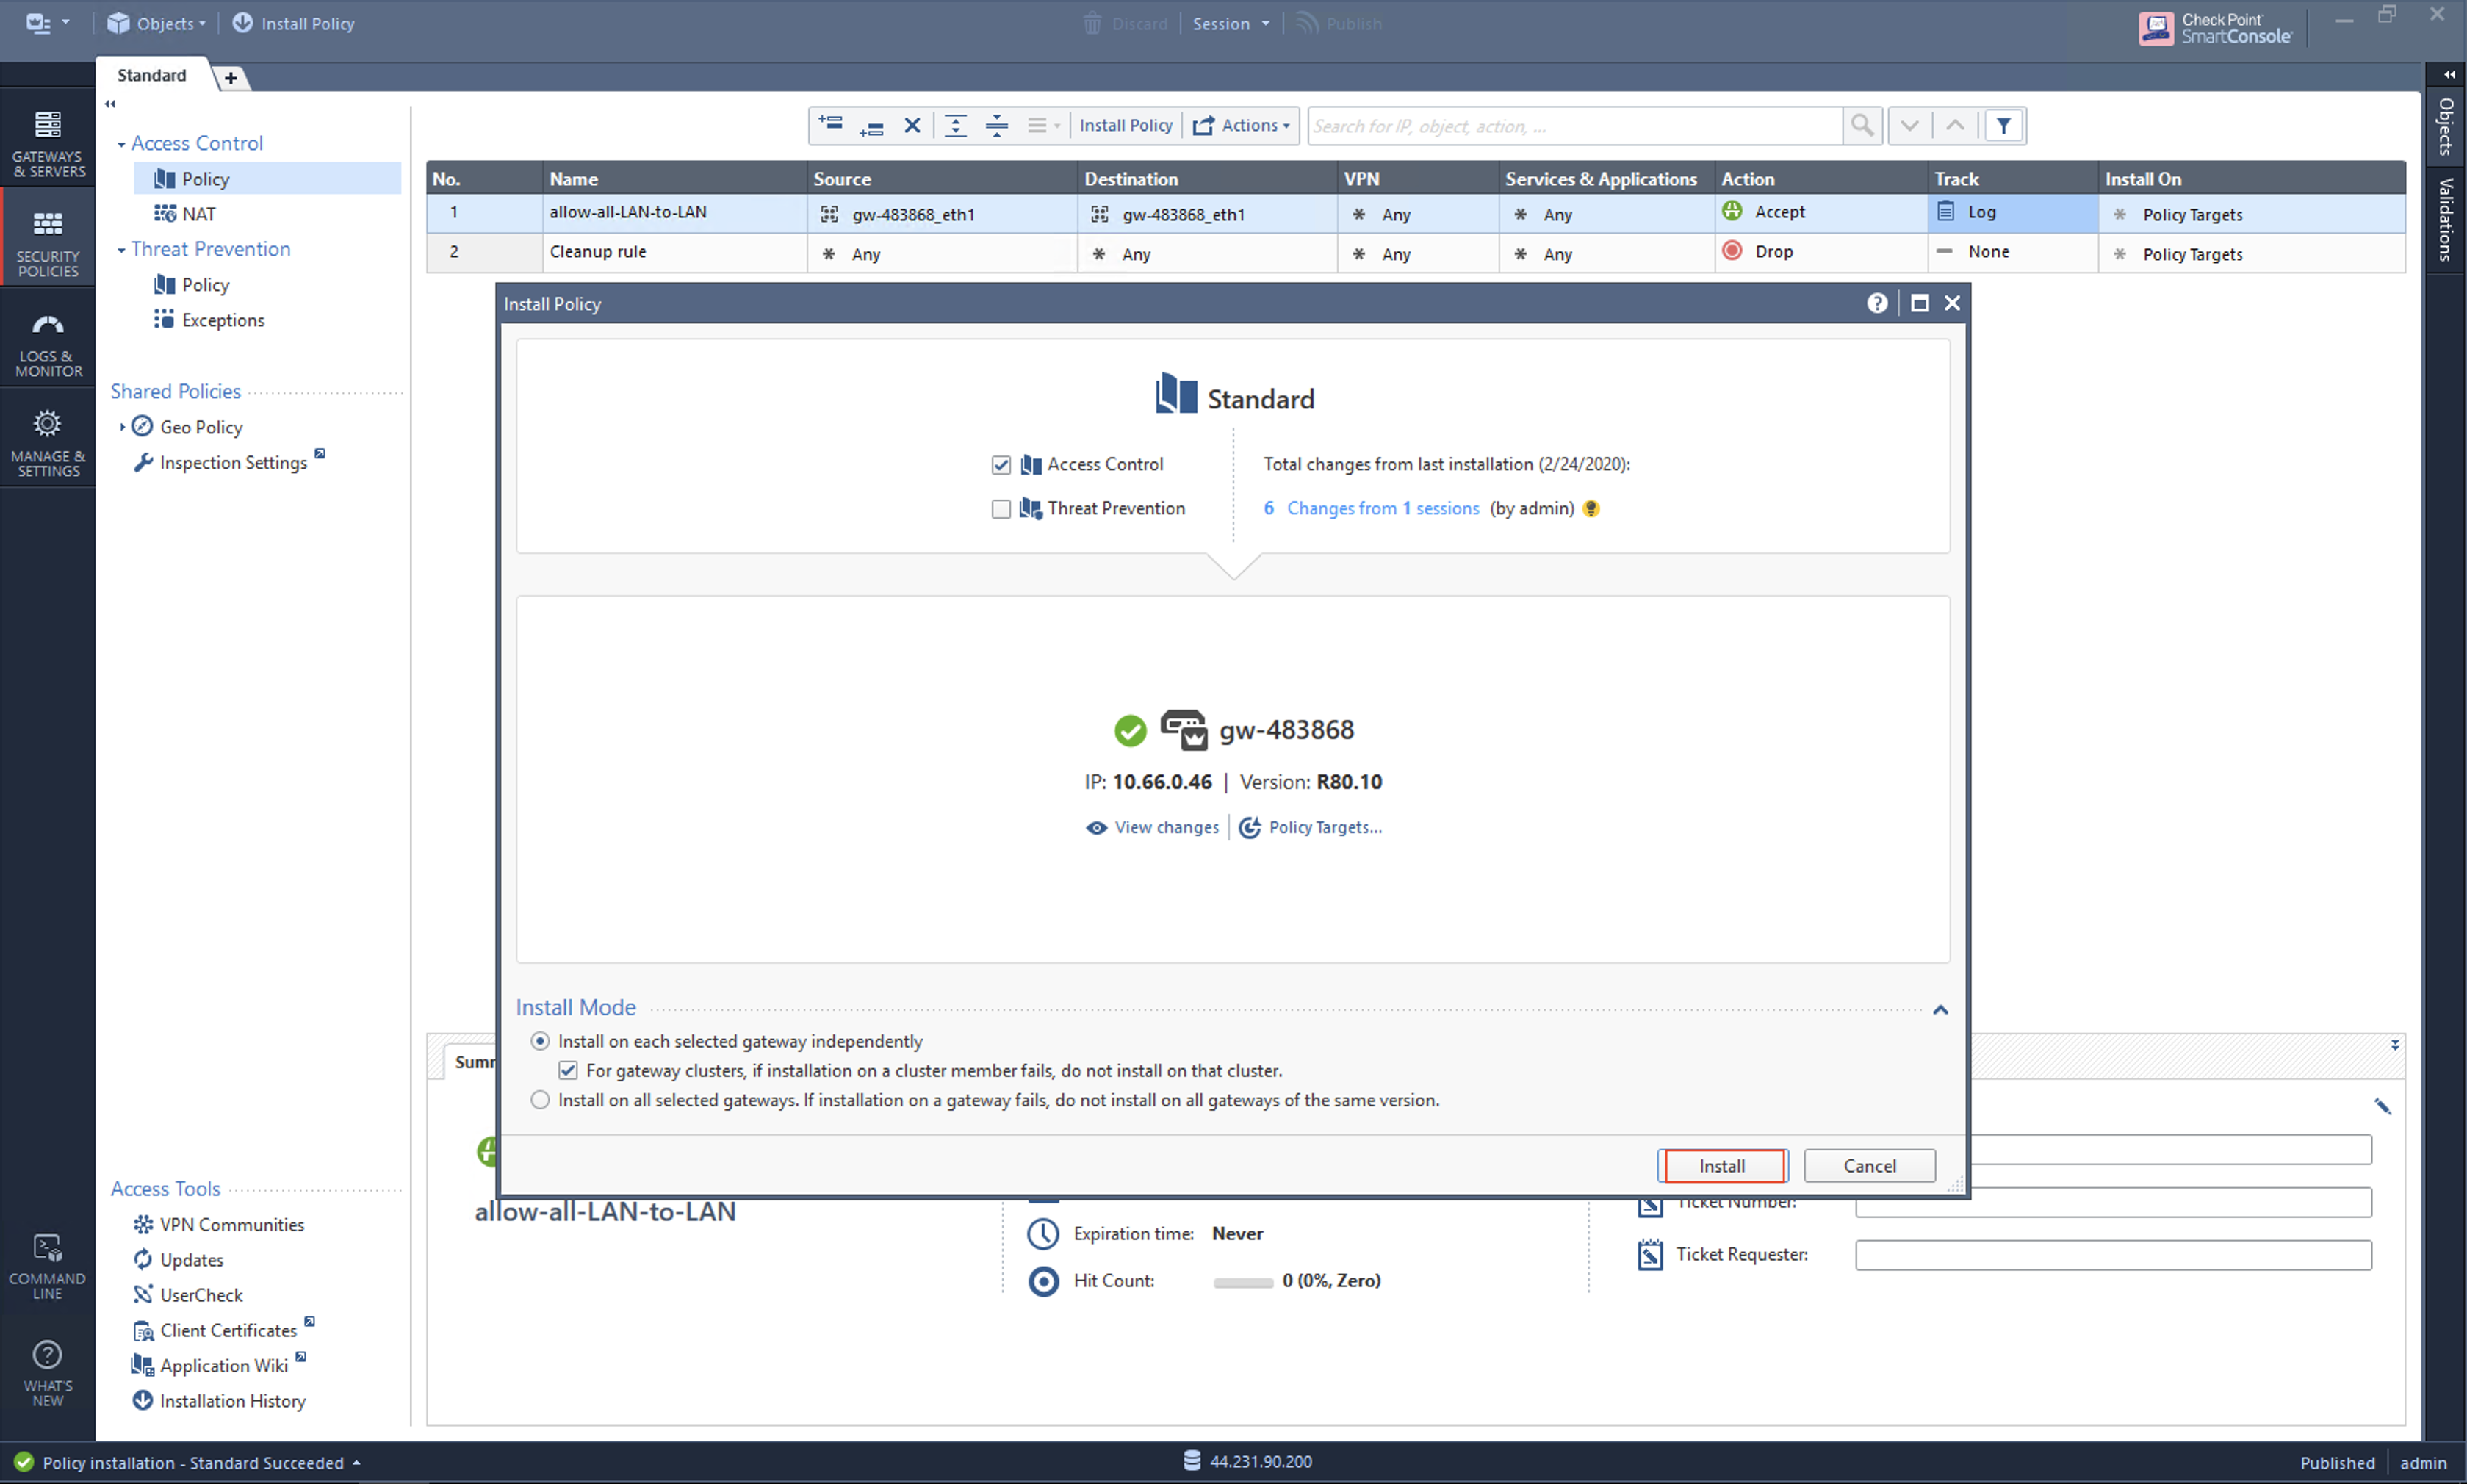 Objects
Install Policy
Discard
Session
Publish
Check Point
SmartConsole
Standard
+
GATEWAYS
& SERVERS
SECURITY
POLICIES
LOGS &
MONITOR
MANAGE &
SETTINGS
COMMAND
LINE
WHAT'S
NEW
Access Control
Policy
NAT
Threat Prevention
Policy
Exceptions
Shared Policies
Geo Policy
Inspection Settings
Access Tools
VPN Communities
Updates
UserCheck
Client Certificates
Application Wiki
Installation History
Install Policy
Actions
Search for IP, object, action, ...
No. Name Source Destination VPN Services & Applications Action Track Install On
1 allow-all-LAN-to-LAN gw-483868_eth1 gw-483868_eth1 Any Any Accept Log Policy Targets
2 Cleanup rule Any Any Any Any Drop None Policy Targets
Install Policy
Standard
Access Control
Threat Prevention
Total changes from last installation (2/24/2020):
6 Changes from 1 sessions (by admin)
gw-483868
IP: 10.66.0.46 | Version: R80.10
View changes
Policy Targets...
Install Mode
Install on each selected gateway independently
For gateway clusters, if installation on a cluster member fails, do not install on that cluster.
Install on all selected gateways. If installation on a gateway fails, do not install on all gateways of the same version.
Install
Cancel
Summ
allow-all-LAN-to-LAN
Expiration time: Never
Hit Count: 0 (0%, Zero)
Ticket Number:
Ticket Requester:
Objects
Validations
Policy installation - Standard Succeeded
44.231.90.200
Published
admin